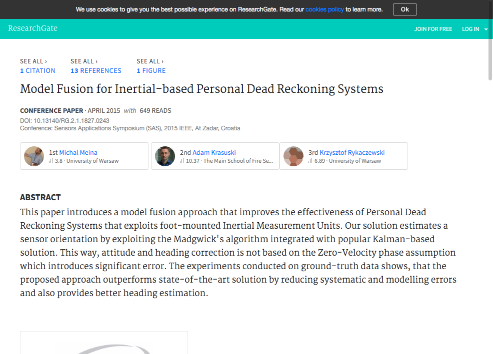 We use cookies to give you the best possible experience on ResearchGate. Read our cookies policy to learn more. Ok
ResearchGate JOIN FOR FREE LOG IN
SEE ALL › SEE ALL › SEE ALL ›
1 CITATION 13 REFERENCES 1 FIGURE
Model Fusion for Inertial-based Personal Dead Reckoning Systems
CONFERENCE PAPER · APRIL 2015 with 649 READS
DOI: 10.13140/RG.2.1.1827.0243
Conference: Sensors Applications Symposium (SAS), 2015 IEEE, At Zadar, Croatia
1st Michal Meina 2nd Adam Krasuski 3rd Krzysztof Rykaczewski
3.8 · University of Warsaw 10.37 · The Main School of Fire Se... 6.89 · University of Warsaw
ABSTRACT
This paper introduces a model fusion approach that improves the effectiveness of Personal Dead
Reckoning Systems that exploits foot-mounted Inertial Measurement Units. Our solution estimates a
sensor orientation by exploiting the Madgwick's algorithm integrated with popular Kalman-based
solution. This way, attitude and heading correction is not based on the Zero-Velocity phase assumption
which introduces significant error. The experiments conducted on ground-truth data shows, that the
proposed approach outperforms state-of-the-art solution by reducing systematic and modelling errors
and also provides better heading estimation.